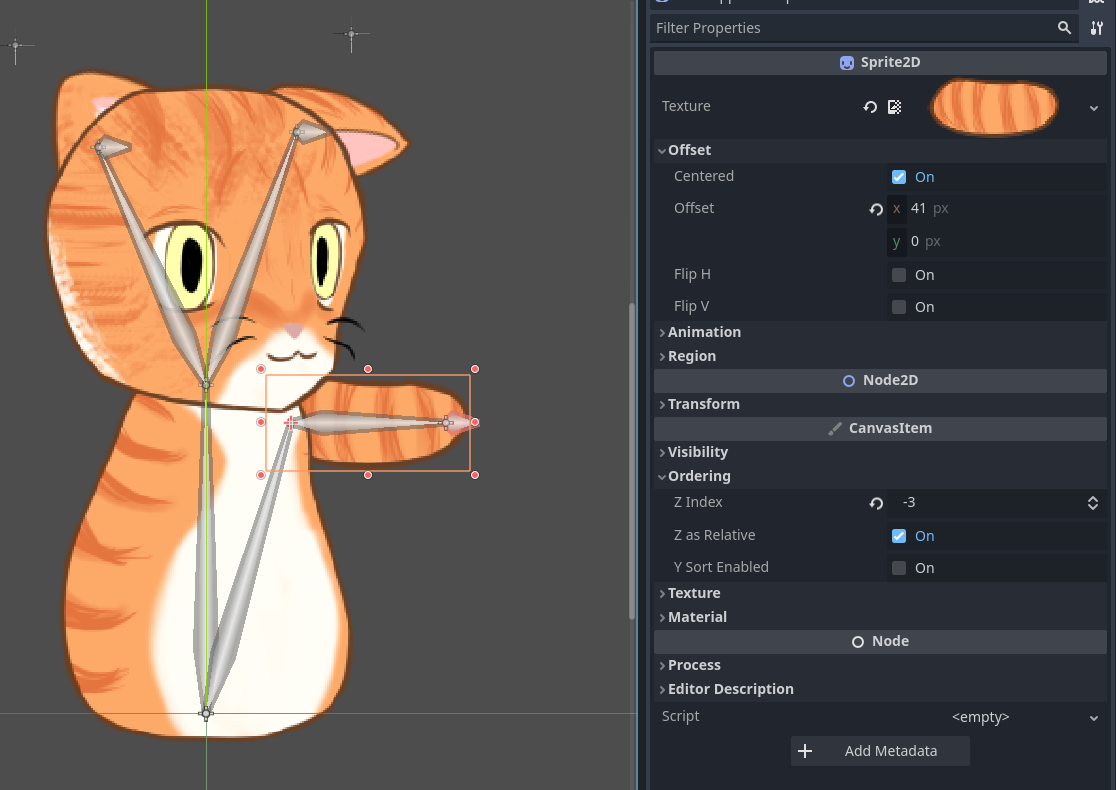 Filter Properties
Sprite2D
Texture
Offset
Centered On
Offset x 41 px
y 0 px
Flip H On
Flip V On
Animation
Region
Node2D
Transform
CanvasItem
Visibility
Ordering
Z Index -3
Z as Relative On
Y Sort Enabled On
Texture
Material
Node
Process
Editor Description
Script <empty>
Add Metadata